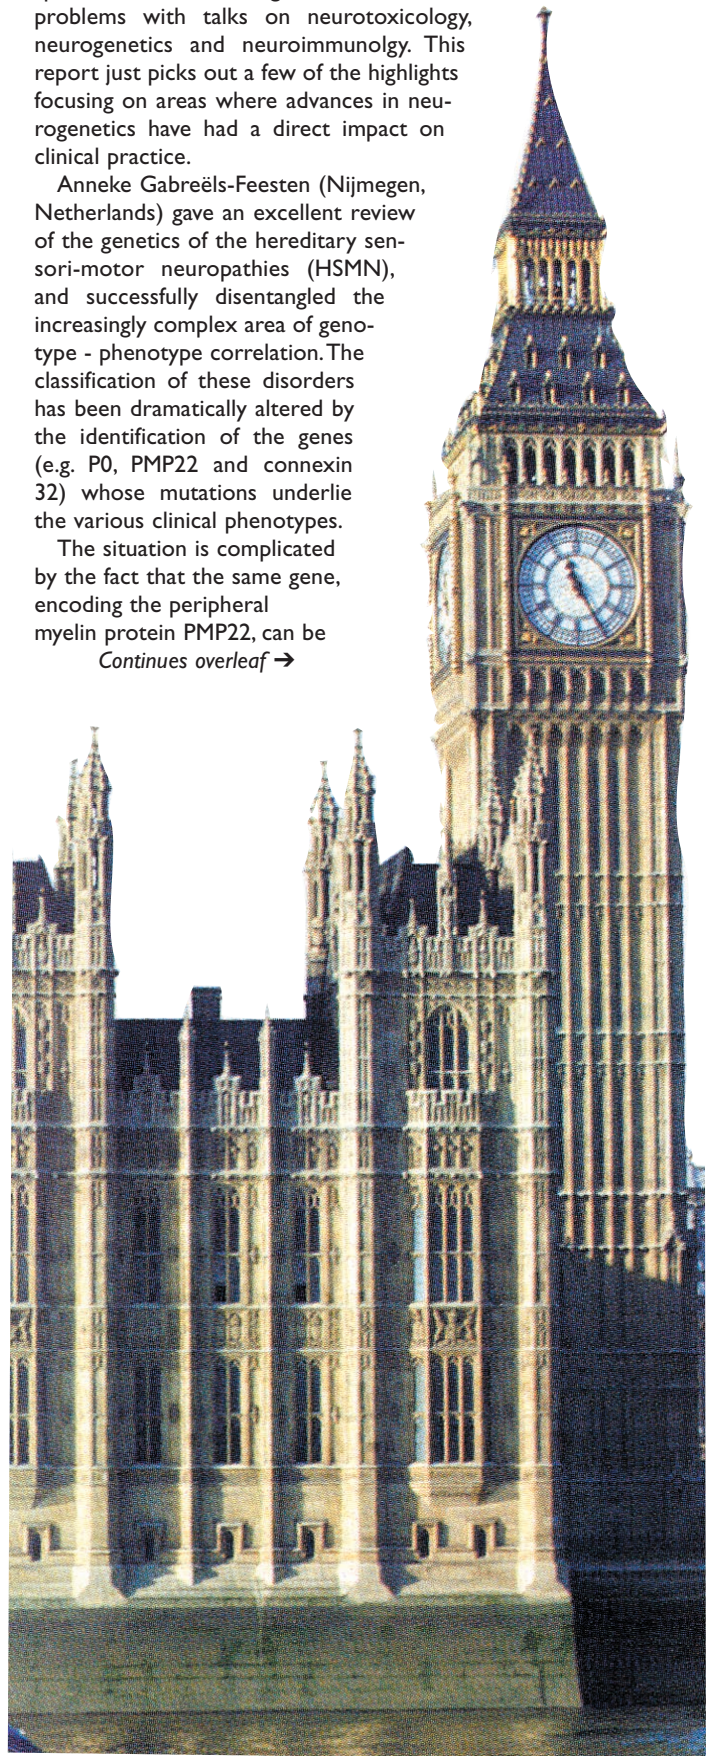 problems with talks on neurotoxicology,
neurogenetics and neuroimmunolgy. This
report just picks out a few of the highlights
focusing on areas where advances in neu-
rogenetics have had a direct impact on
clinical practice.
Anneke Gabreëls-Feesten (Nijmegen,
Netherlands) gave an excellent review
of the genetics of the hereditary sen-
sori-motor neuropathies (HSMN),
and successfully disentangled the
increasingly complex area of geno-
type - phenotype correlation. The
classification of these disorders
has been dramatically altered by
the identification of the genes
(e.g. P0, PMP22 and connexin
32) whose mutations underlie
the various clinical phenotypes.
The situation is complicated
by the fact that the same gene,
encoding the peripheral
myelin protein PMP22, can be
Continues overleaf ➔